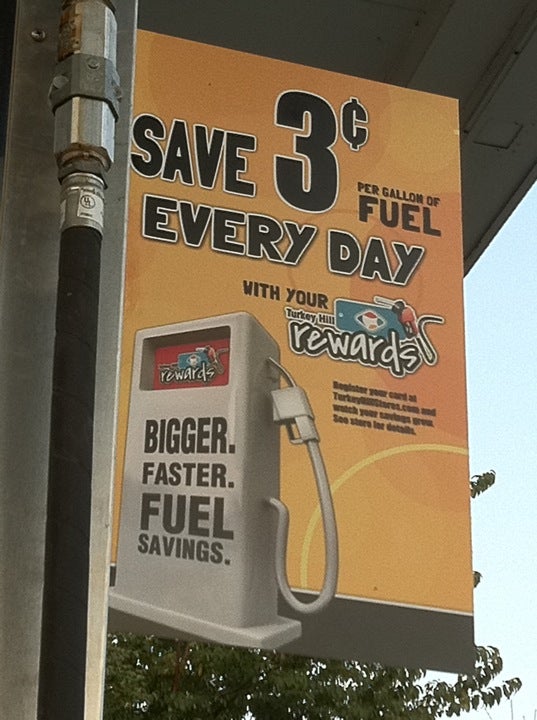 SAVE 3¢
PER GALLON OF
FUEL
EVERY DAY
WITH YOUR
Turkey Hill
rewards
Register your card at
TurkeyHillStores.com and
watch your savings grow.
See store for details.
rewards
BIGGER.
FASTER.
FUEL
SAVINGS.
UL